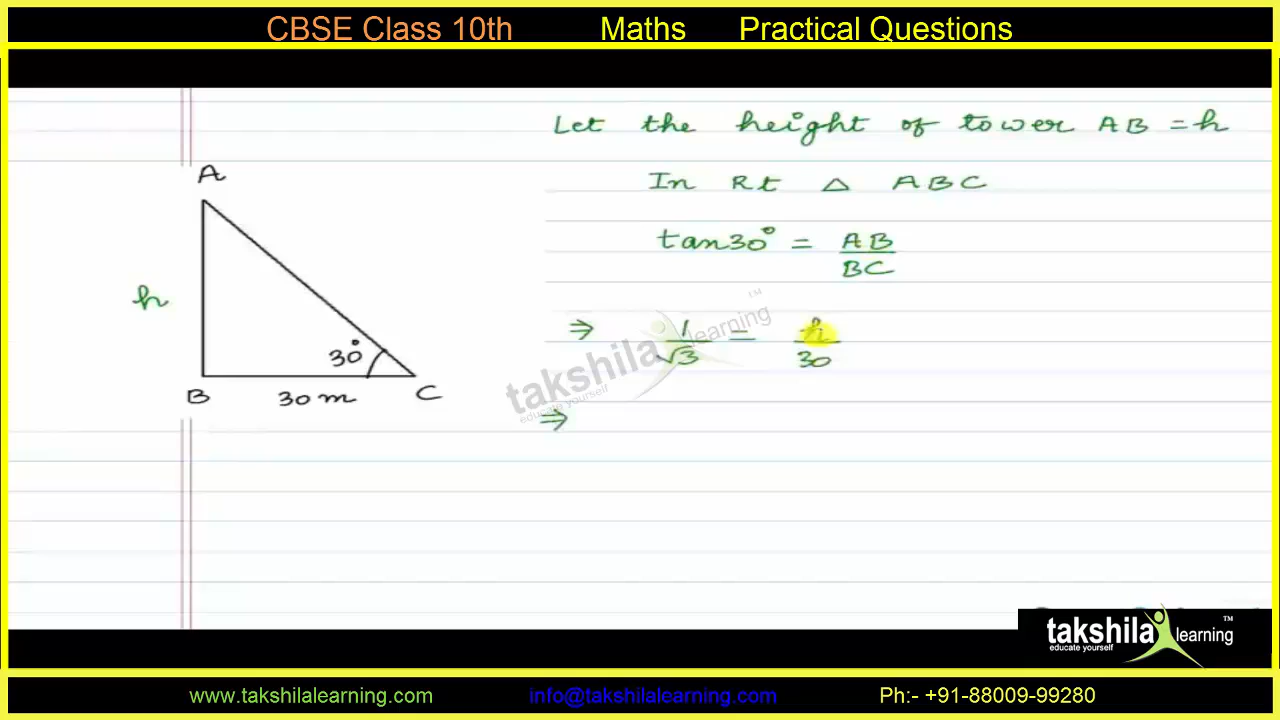 CBSE Class 10th Maths Practical Questions
Let the height of tower AB = h
A
In Rt △ ABC
tan30° = AB/BC
h
⇒ 1/√3 = h/30
30°
B 30 m C
⇒
takshila learning™
educate yourself
takshila learning™
educate yourself
www.takshilalearning.com info@takshilalearning.com Ph:- +91-88009-99280